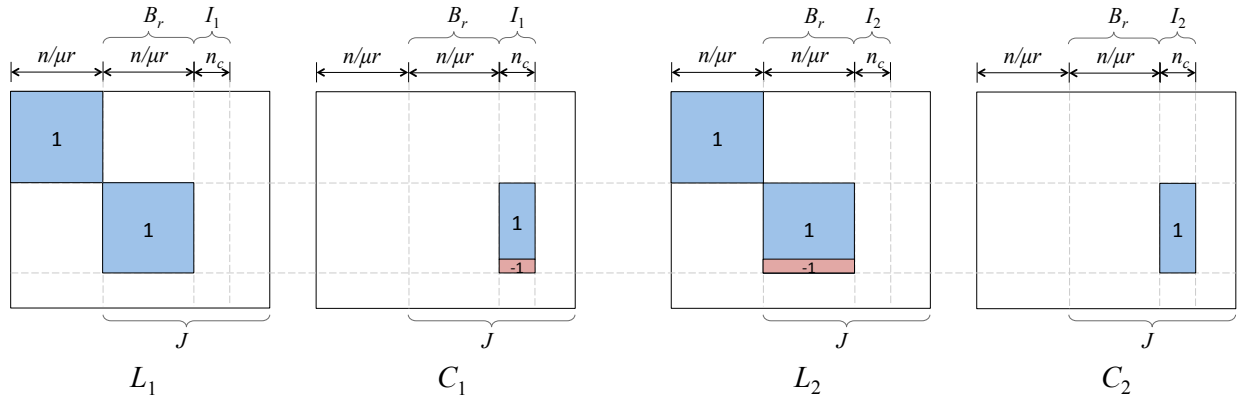 B_r I_1 B_r I_1 B_r I_2 B_r I_2
n/μr n/μr n_c n/μr n/μr n_c n/μr n/μr n_c n/μr n/μr n_c
1 1
1 1 1 1
-1 -1
J J J J
L_1 C_1 L_2 C_2